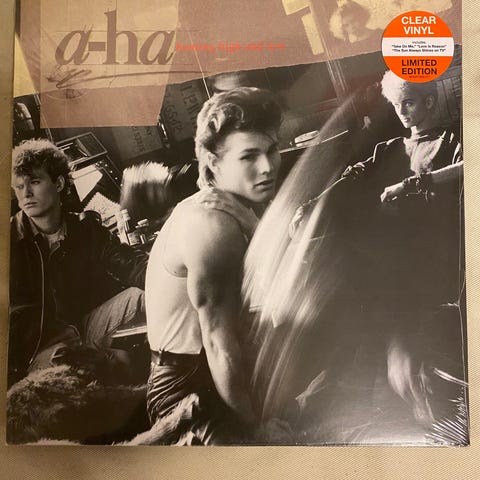 a-ha
hunting high and low
CLEAR
VINYL
INCLUDES
"Take On Me," "Love Is Reason"
"The Sun Always Shines on TV"
LIMITED
EDITION